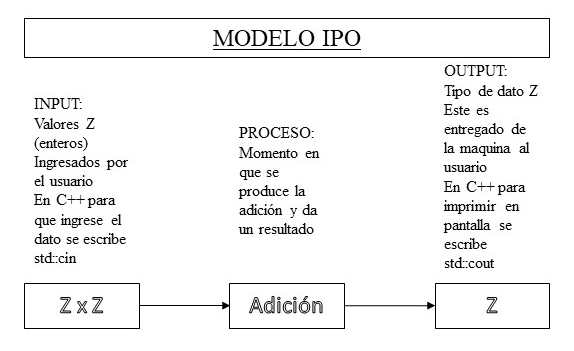 MODELO IPO
INPUT:
Valores Z
(enteros)
Ingresados por
el usuario
En C++ para
que ingrese el
dato se escribe
std::cin
PROCESO:
Momento en
que se
produce la
adición y da
un resultado
OUTPUT:
Tipo de dato Z
Este es
entregado de
la maquina al
usuario
En C++ para
imprimir en
pantalla se
escribe
std::cout
Z x Z
Adición
Z